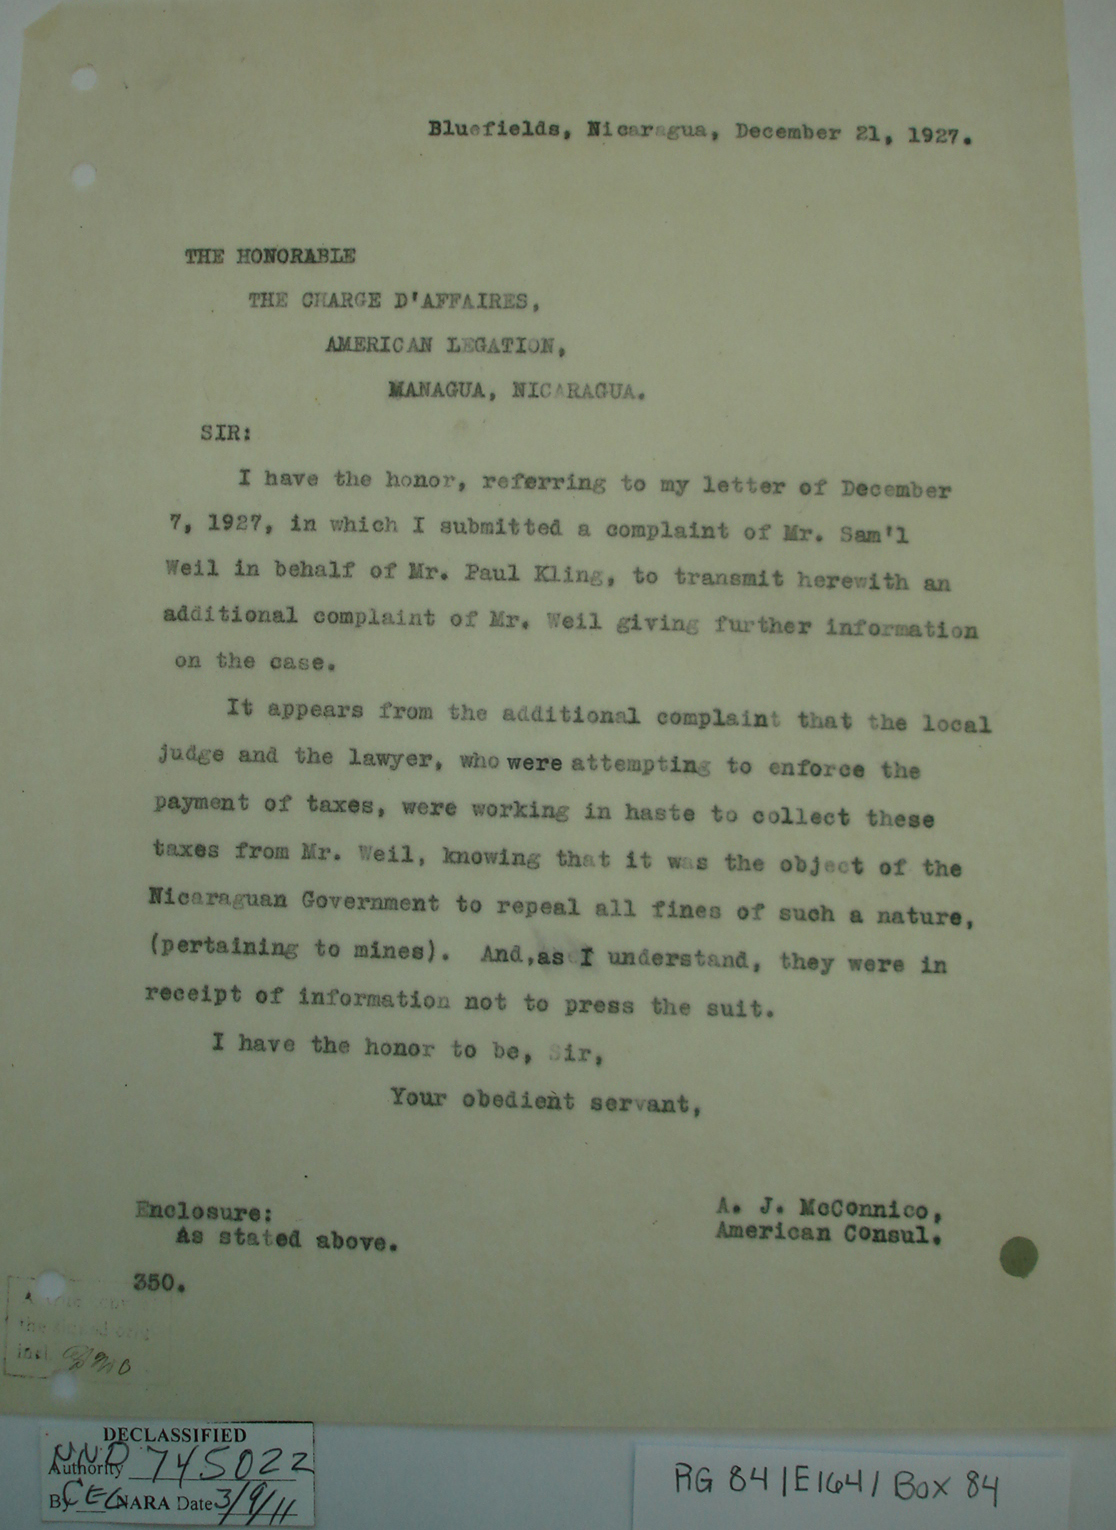 Bluefields, Nicaragua, December 21, 1927.
THE HONORABLE
THE CHARGE D'AFFAIRES,
AMERICAN LEGATION,
MANAGUA, NICARAGUA.
SIR:
I have the honor, referring to my letter of December
7, 1927, in which I submitted a complaint of Mr. Sam'l
Weil in behalf of Mr. Paul Kling, to transmit herewith an
additional complaint of Mr. Weil giving further information
on the case.
It appears from the additional complaint that the local
judge and the lawyer, who were attempting to enforce the
payment of taxes, were working in haste to collect these
taxes from Mr. Weil, knowing that it was the object of the
Nicaraguan Government to repeal all fines of such a nature,
(pertaining to mines). And, as I understand, they were in
receipt of information not to press the suit.
I have the honor to be, Sir,
Your obedient servant,
Enclosure:
As stated above.
A. J. McConnico,
American Consul.
350.
the signed
DECLASSIFIED
Authority NND 745022
By CEC NARA Date 3/9/11
RG 84 / E164 / Box 84